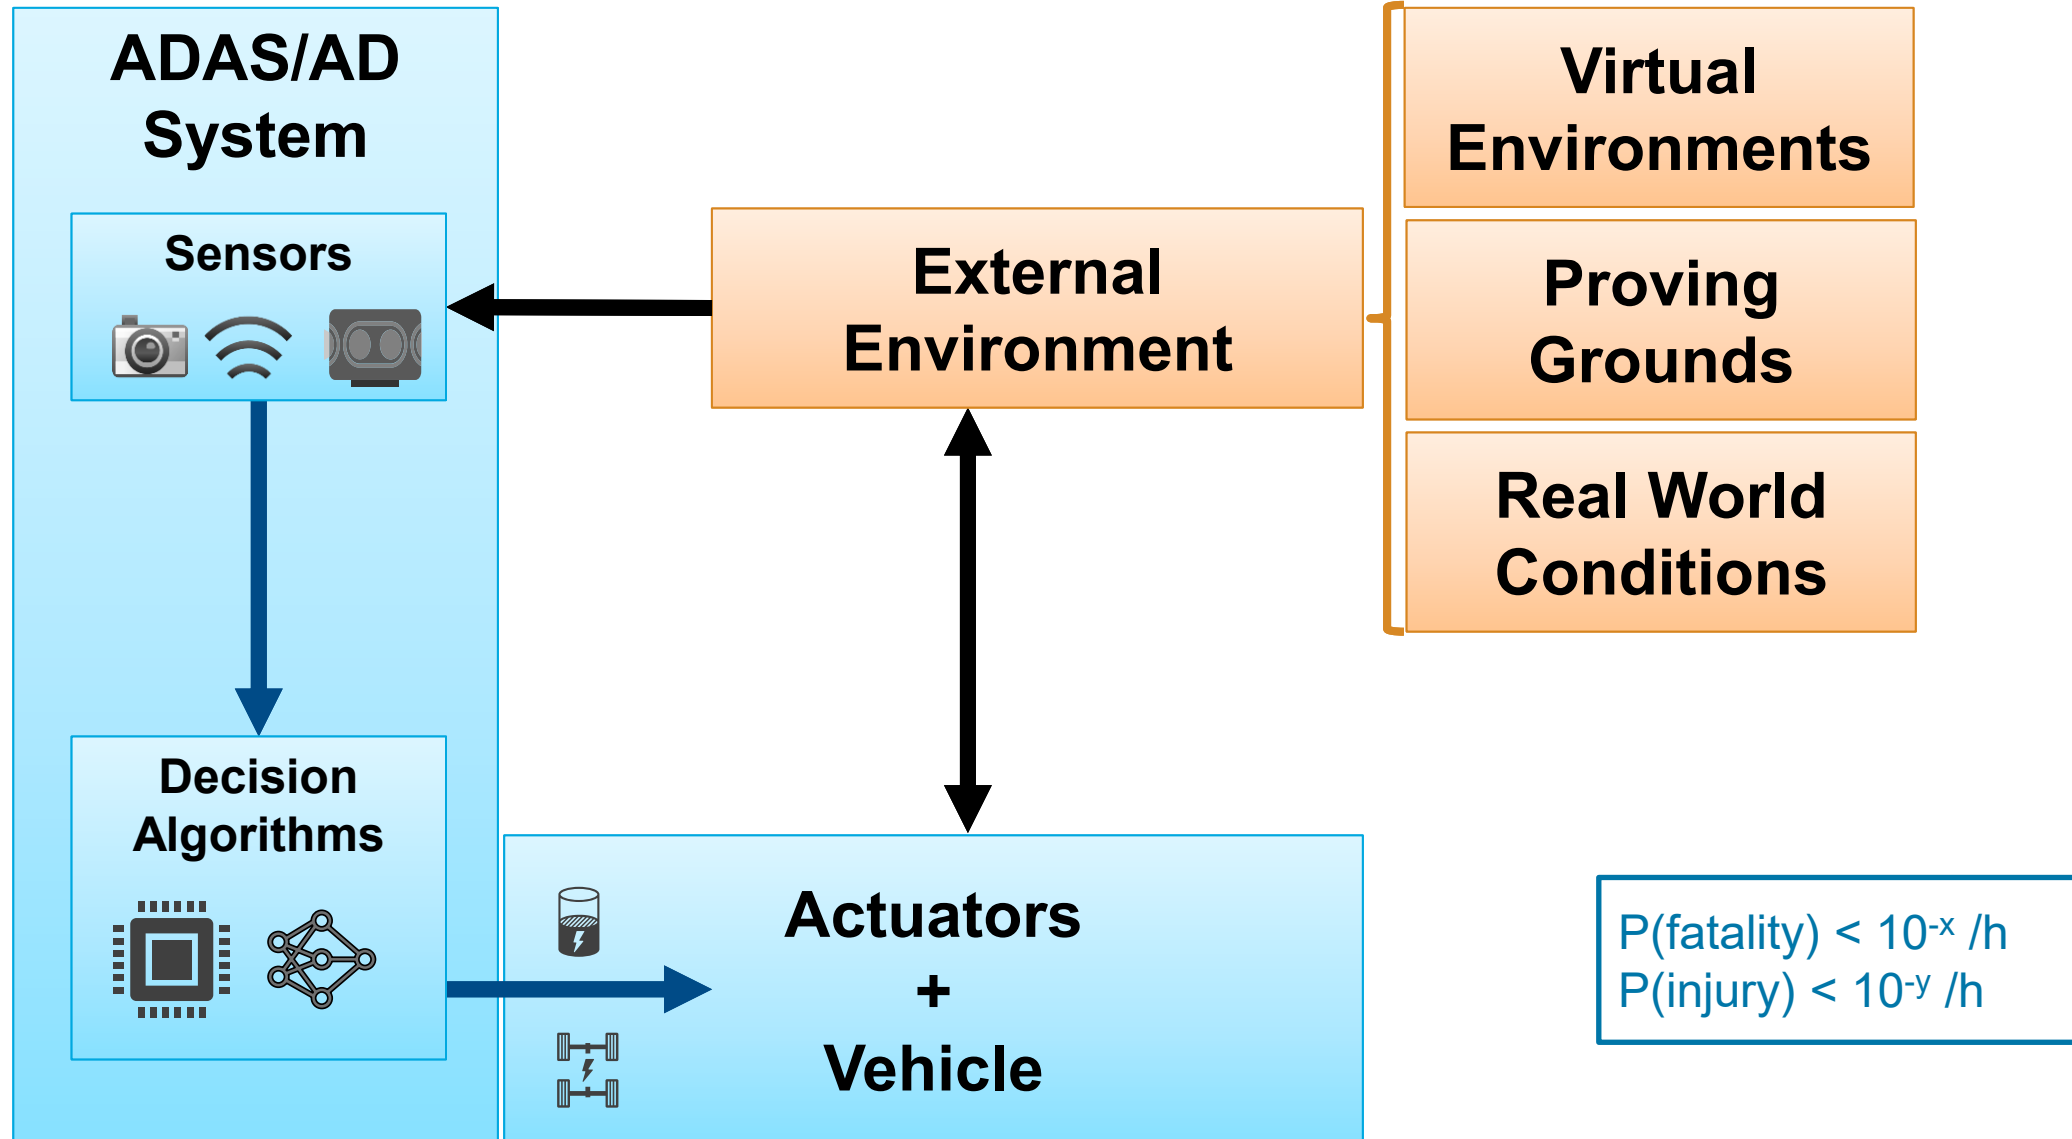 ADAS/AD
System
Sensors
Decision
Algorithms
External
Environment
Actuators
+
Vehicle
Virtual
Environments
Proving
Grounds
Real World
Conditions
P(fatality) < 10⁻ˣ /h
P(injury) < 10⁻ʸ /h